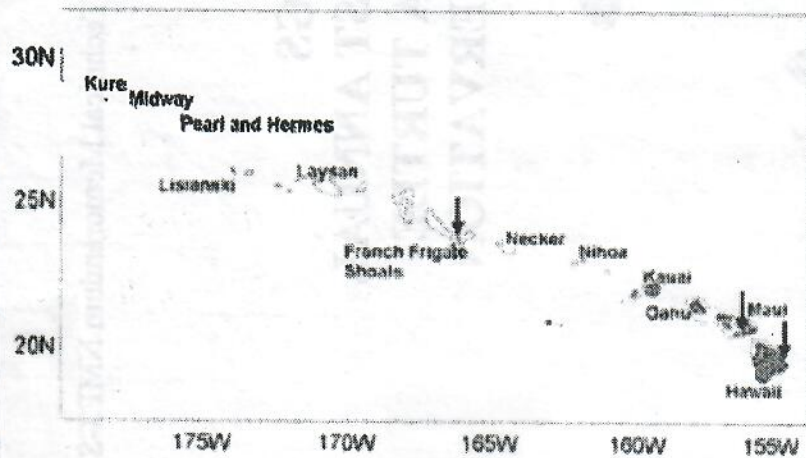 30N
Kure
Midway
Pearl and Hermes
Lisianski
Laysan
25N
French Frigate
Shoals
Necker
Nihoa
Kauai
Oahu
Maui
20N
Hawaii
175W
170W
165W
160W
155W